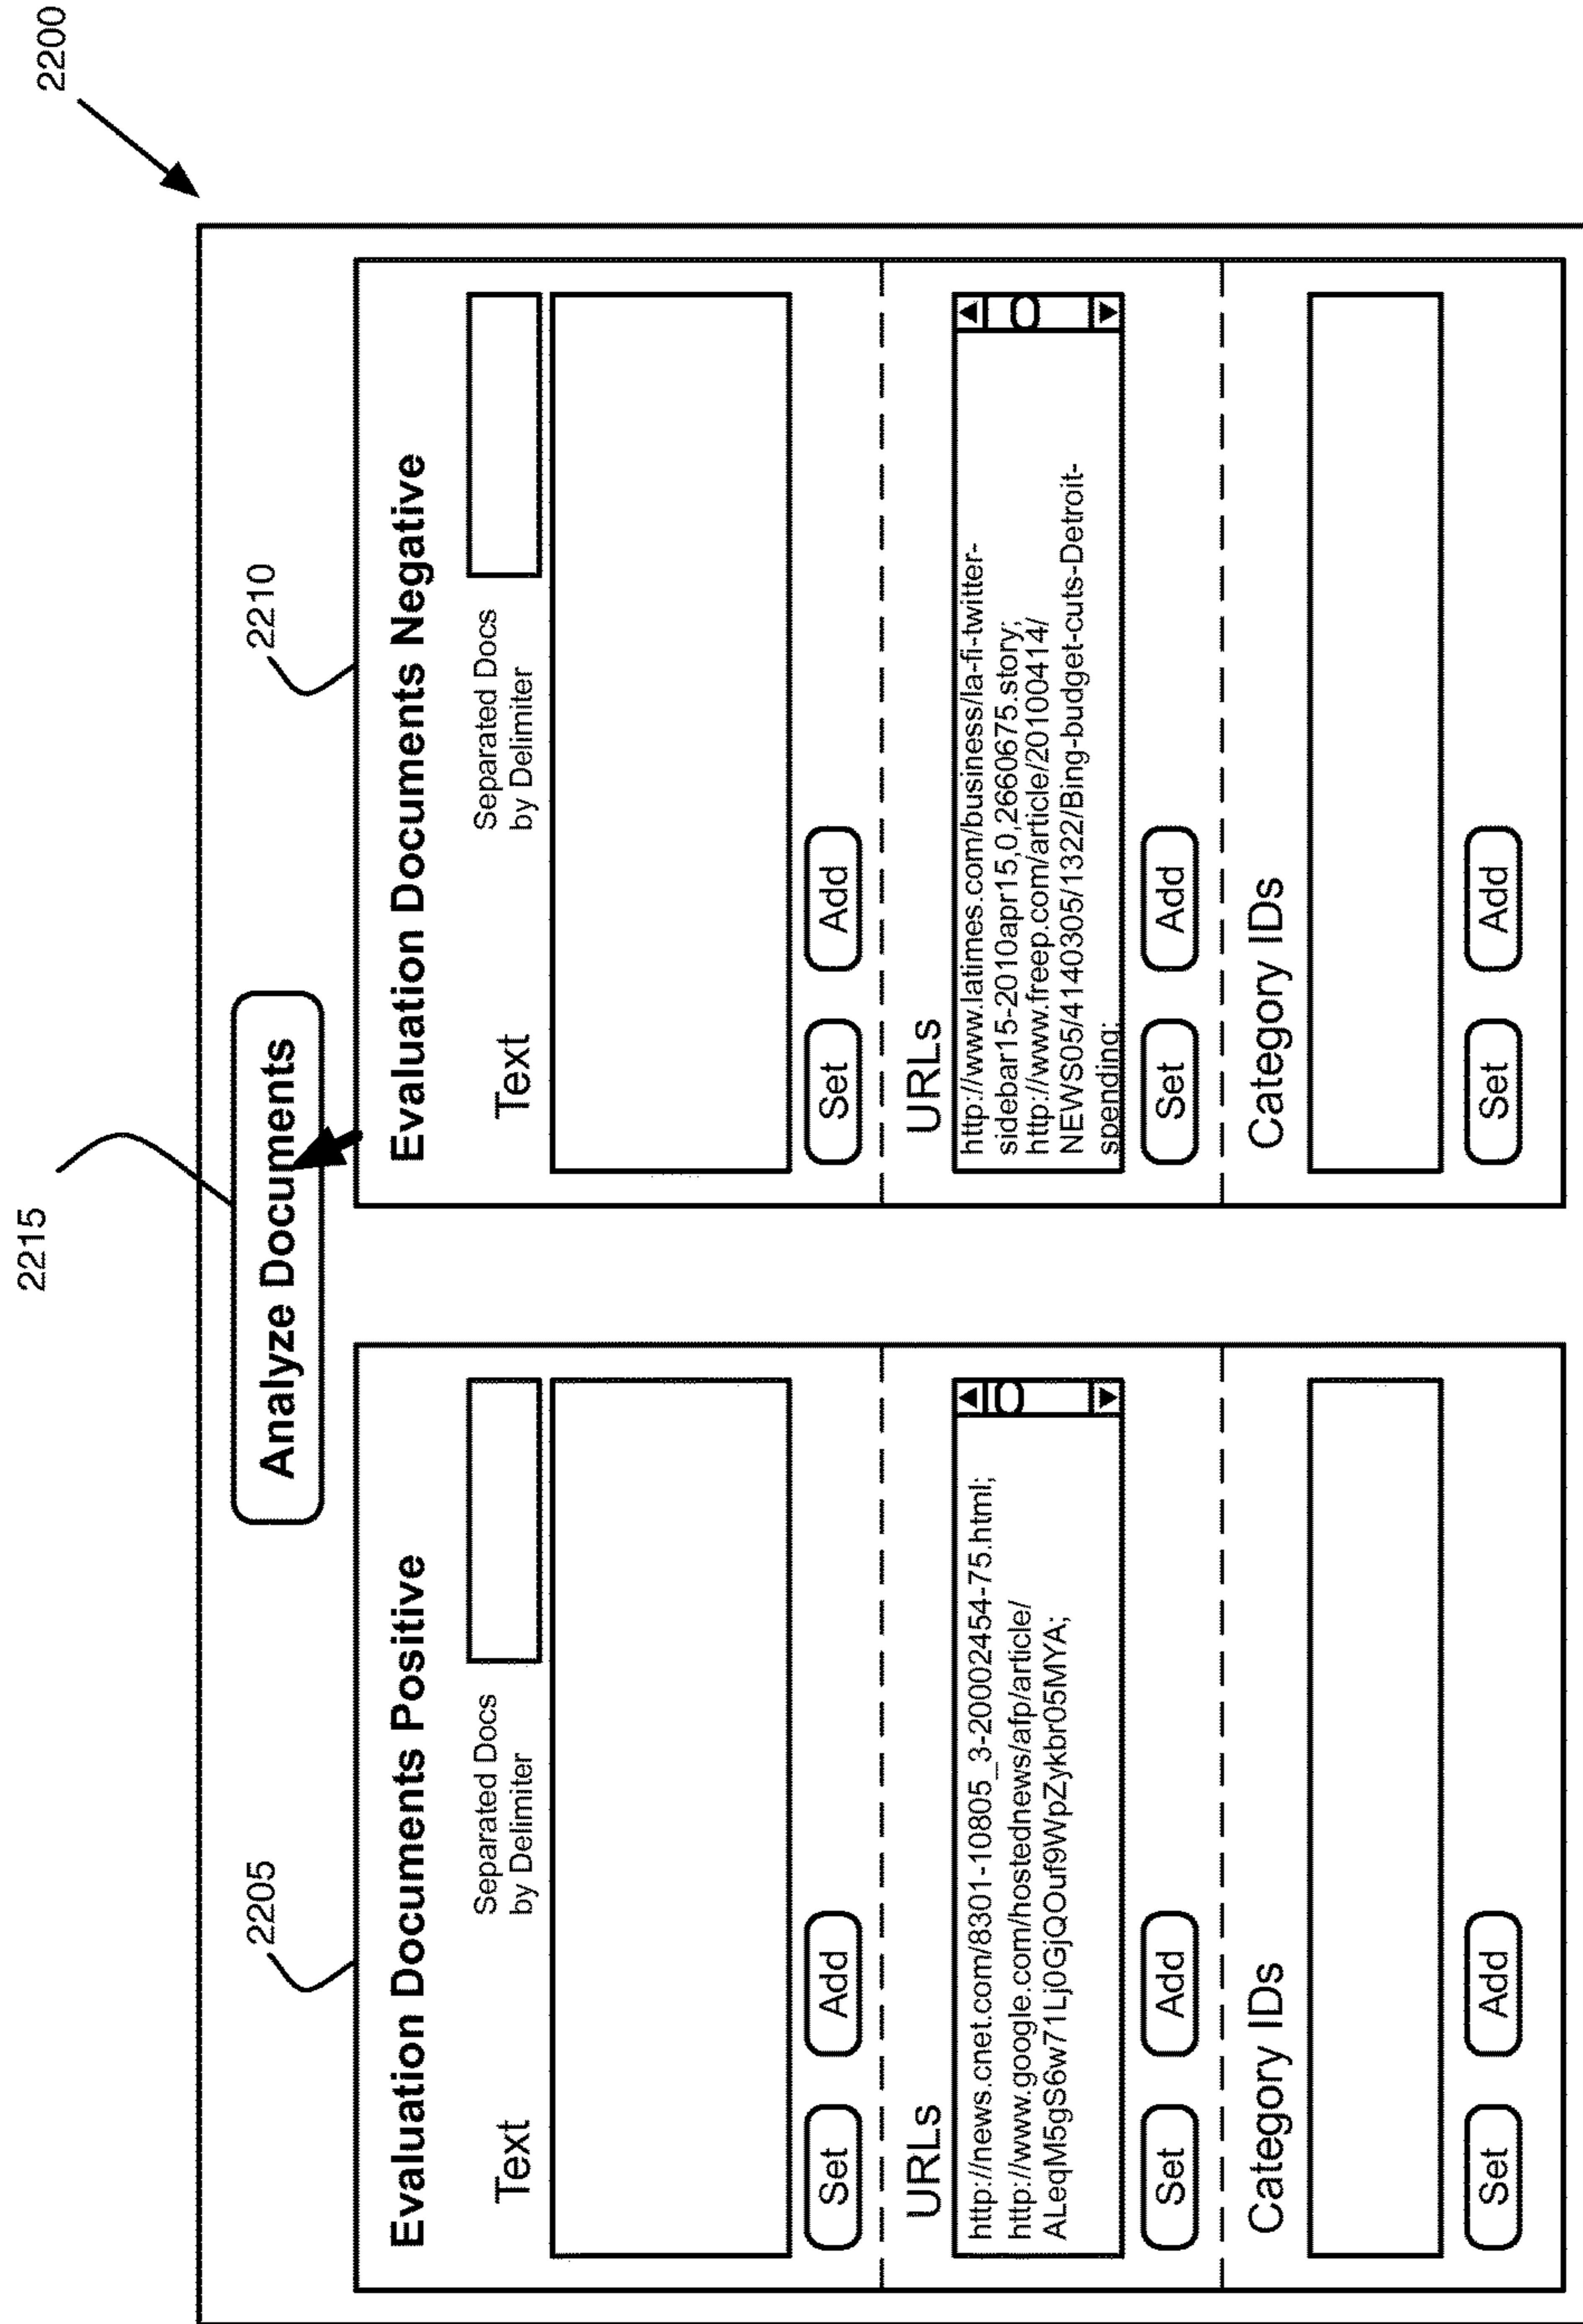 2200
2215
Analyze Documents
2205
Evaluation Documents Positive
Text
Separated Docs
by Delimiter
Set
Add
URLs
http://news.cnet.com/8301-10805_3-20002454-75.html;
http://www.google.com/hostednews/afp/article/
ALeqM5gS6w71Lj0GjQOuf9WpZykbr05MYA;
Set
Add
Category IDs
Set
Add
2210
Evaluation Documents Negative
Text
Separated Docs
by Delimiter
Set
Add
URLs
http://www.latimes.com/business/la-fi-twitter-
sidebar15-2010apr15,0,2660675.story;
http://www.freep.com/article/20100414/
NEWS05/4140305/1322/Bing-budget-cuts-Detroit-
spending;
Set
Add
Category IDs
Set
Add